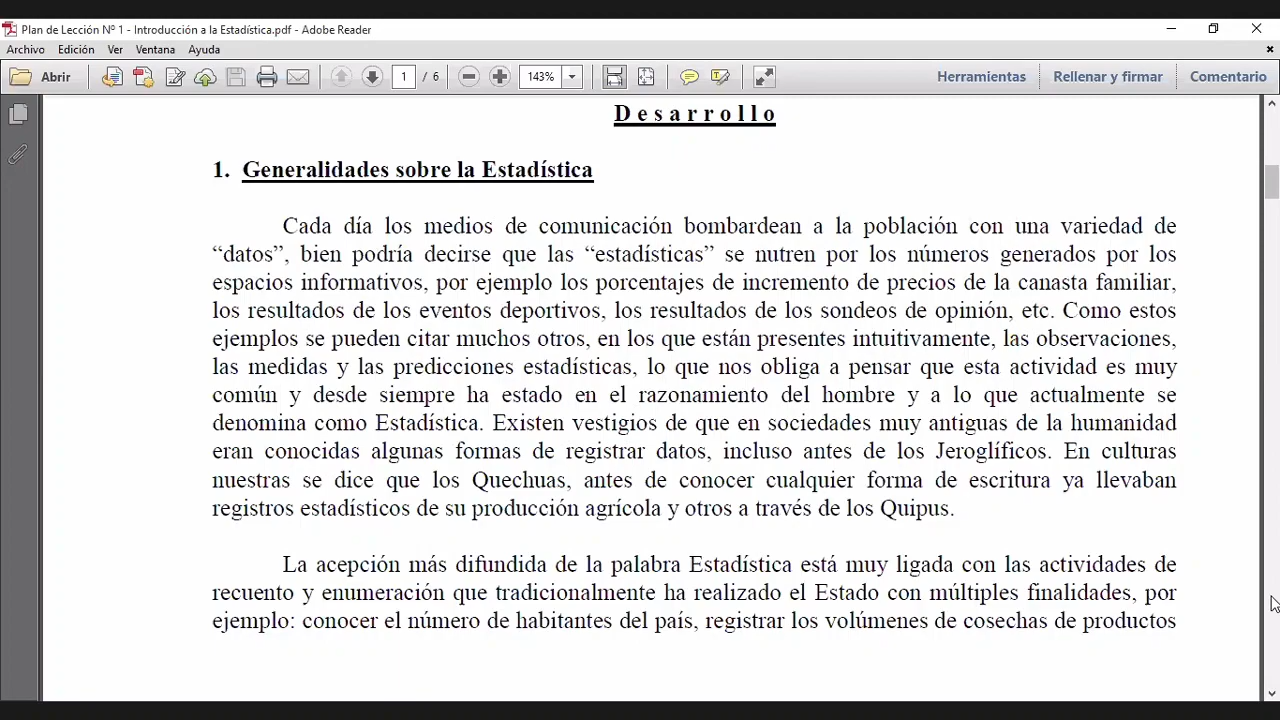 Plan de Lección Nº 1 - Introducción a la Estadística.pdf - Adobe Reader
Archivo Edición Ver Ventana Ayuda
Abrir 1 / 6 143% Herramientas Rellenar y firmar Comentario
D e s a r r o l l o
1. Generalidades sobre la Estadística
Cada día los medios de comunicación bombardean a la población con una variedad de
“datos”, bien podría decirse que las “estadísticas” se nutren por los números generados por los
espacios informativos, por ejemplo los porcentajes de incremento de precios de la canasta familiar,
los resultados de los eventos deportivos, los resultados de los sondeos de opinión, etc. Como estos
ejemplos se pueden citar muchos otros, en los que están presentes intuitivamente, las observaciones,
las medidas y las predicciones estadísticas, lo que nos obliga a pensar que esta actividad es muy
común y desde siempre ha estado en el razonamiento del hombre y a lo que actualmente se
denomina como Estadística. Existen vestigios de que en sociedades muy antiguas de la humanidad
eran conocidas algunas formas de registrar datos, incluso antes de los Jeroglíficos. En culturas
nuestras se dice que los Quechuas, antes de conocer cualquier forma de escritura ya llevaban
registros estadísticos de su producción agrícola y otros a través de los Quipus.
La acepción más difundida de la palabra Estadística está muy ligada con las actividades de
recuento y enumeración que tradicionalmente ha realizado el Estado con múltiples finalidades, por
ejemplo: conocer el número de habitantes del país, registrar los volúmenes de cosechas de productos